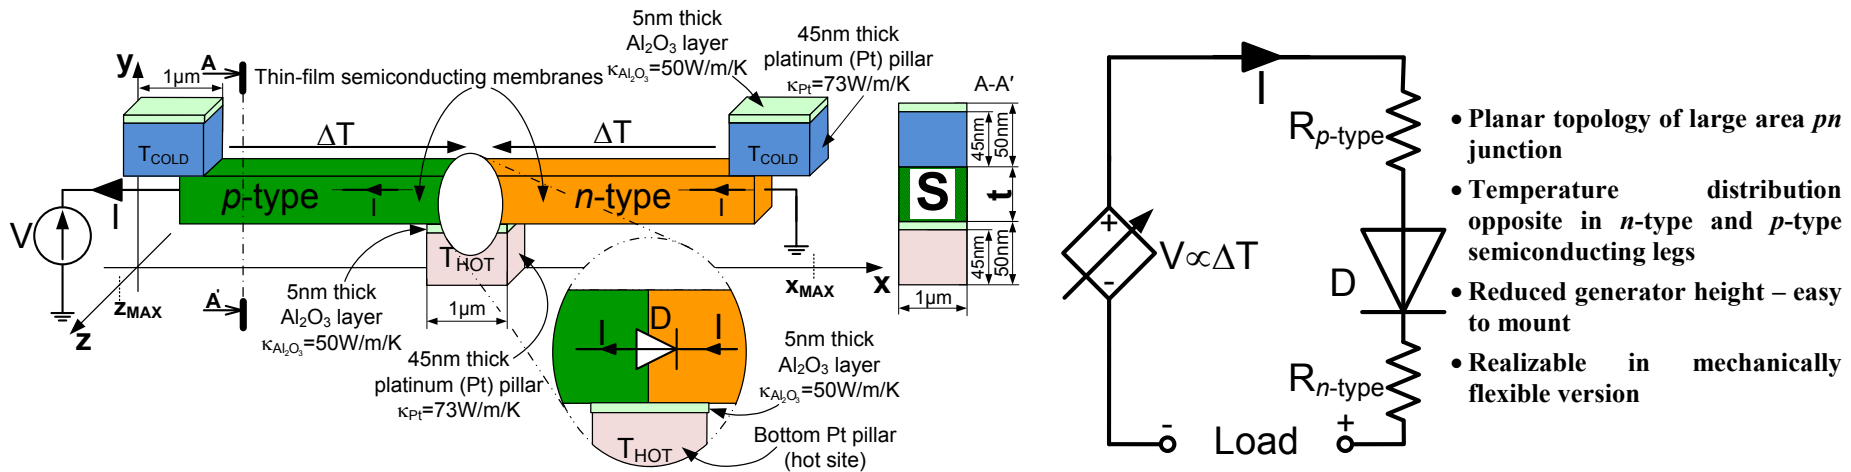 5nm thick
Al₂O₃ layer
κAl₂O₃=50W/m/K
45nm thick
platinum (Pt) pillar
κPt=73W/m/K
y
1μm
A
Thin-film semiconducting membranes
A-A′
ΔT
ΔT
TCOLD
TCOLD
45nm
50nm
p-type
I
n-type
I
I
S
t
V
THOT
45nm
50nm
zMAX
A′
z
xMAX
x
1μm
1μm
5nm thick
Al₂O₃ layer
κAl₂O₃=50W/m/K
45nm thick
platinum (Pt) pillar
κPt=73W/m/K
I
D
I
5nm thick
Al₂O₃ layer
κAl₂O₃=50W/m/K
THOT
Bottom Pt pillar
(hot site)
I
Rp-type
+
-
V∝ΔT
D
Rn-type
-
Load
+
• Planar topology of large area pn
junction
• Temperature distribution
opposite in n-type and p-type
semiconducting legs
• Reduced generator height – easy
to mount
• Realizable in mechanically
flexible version